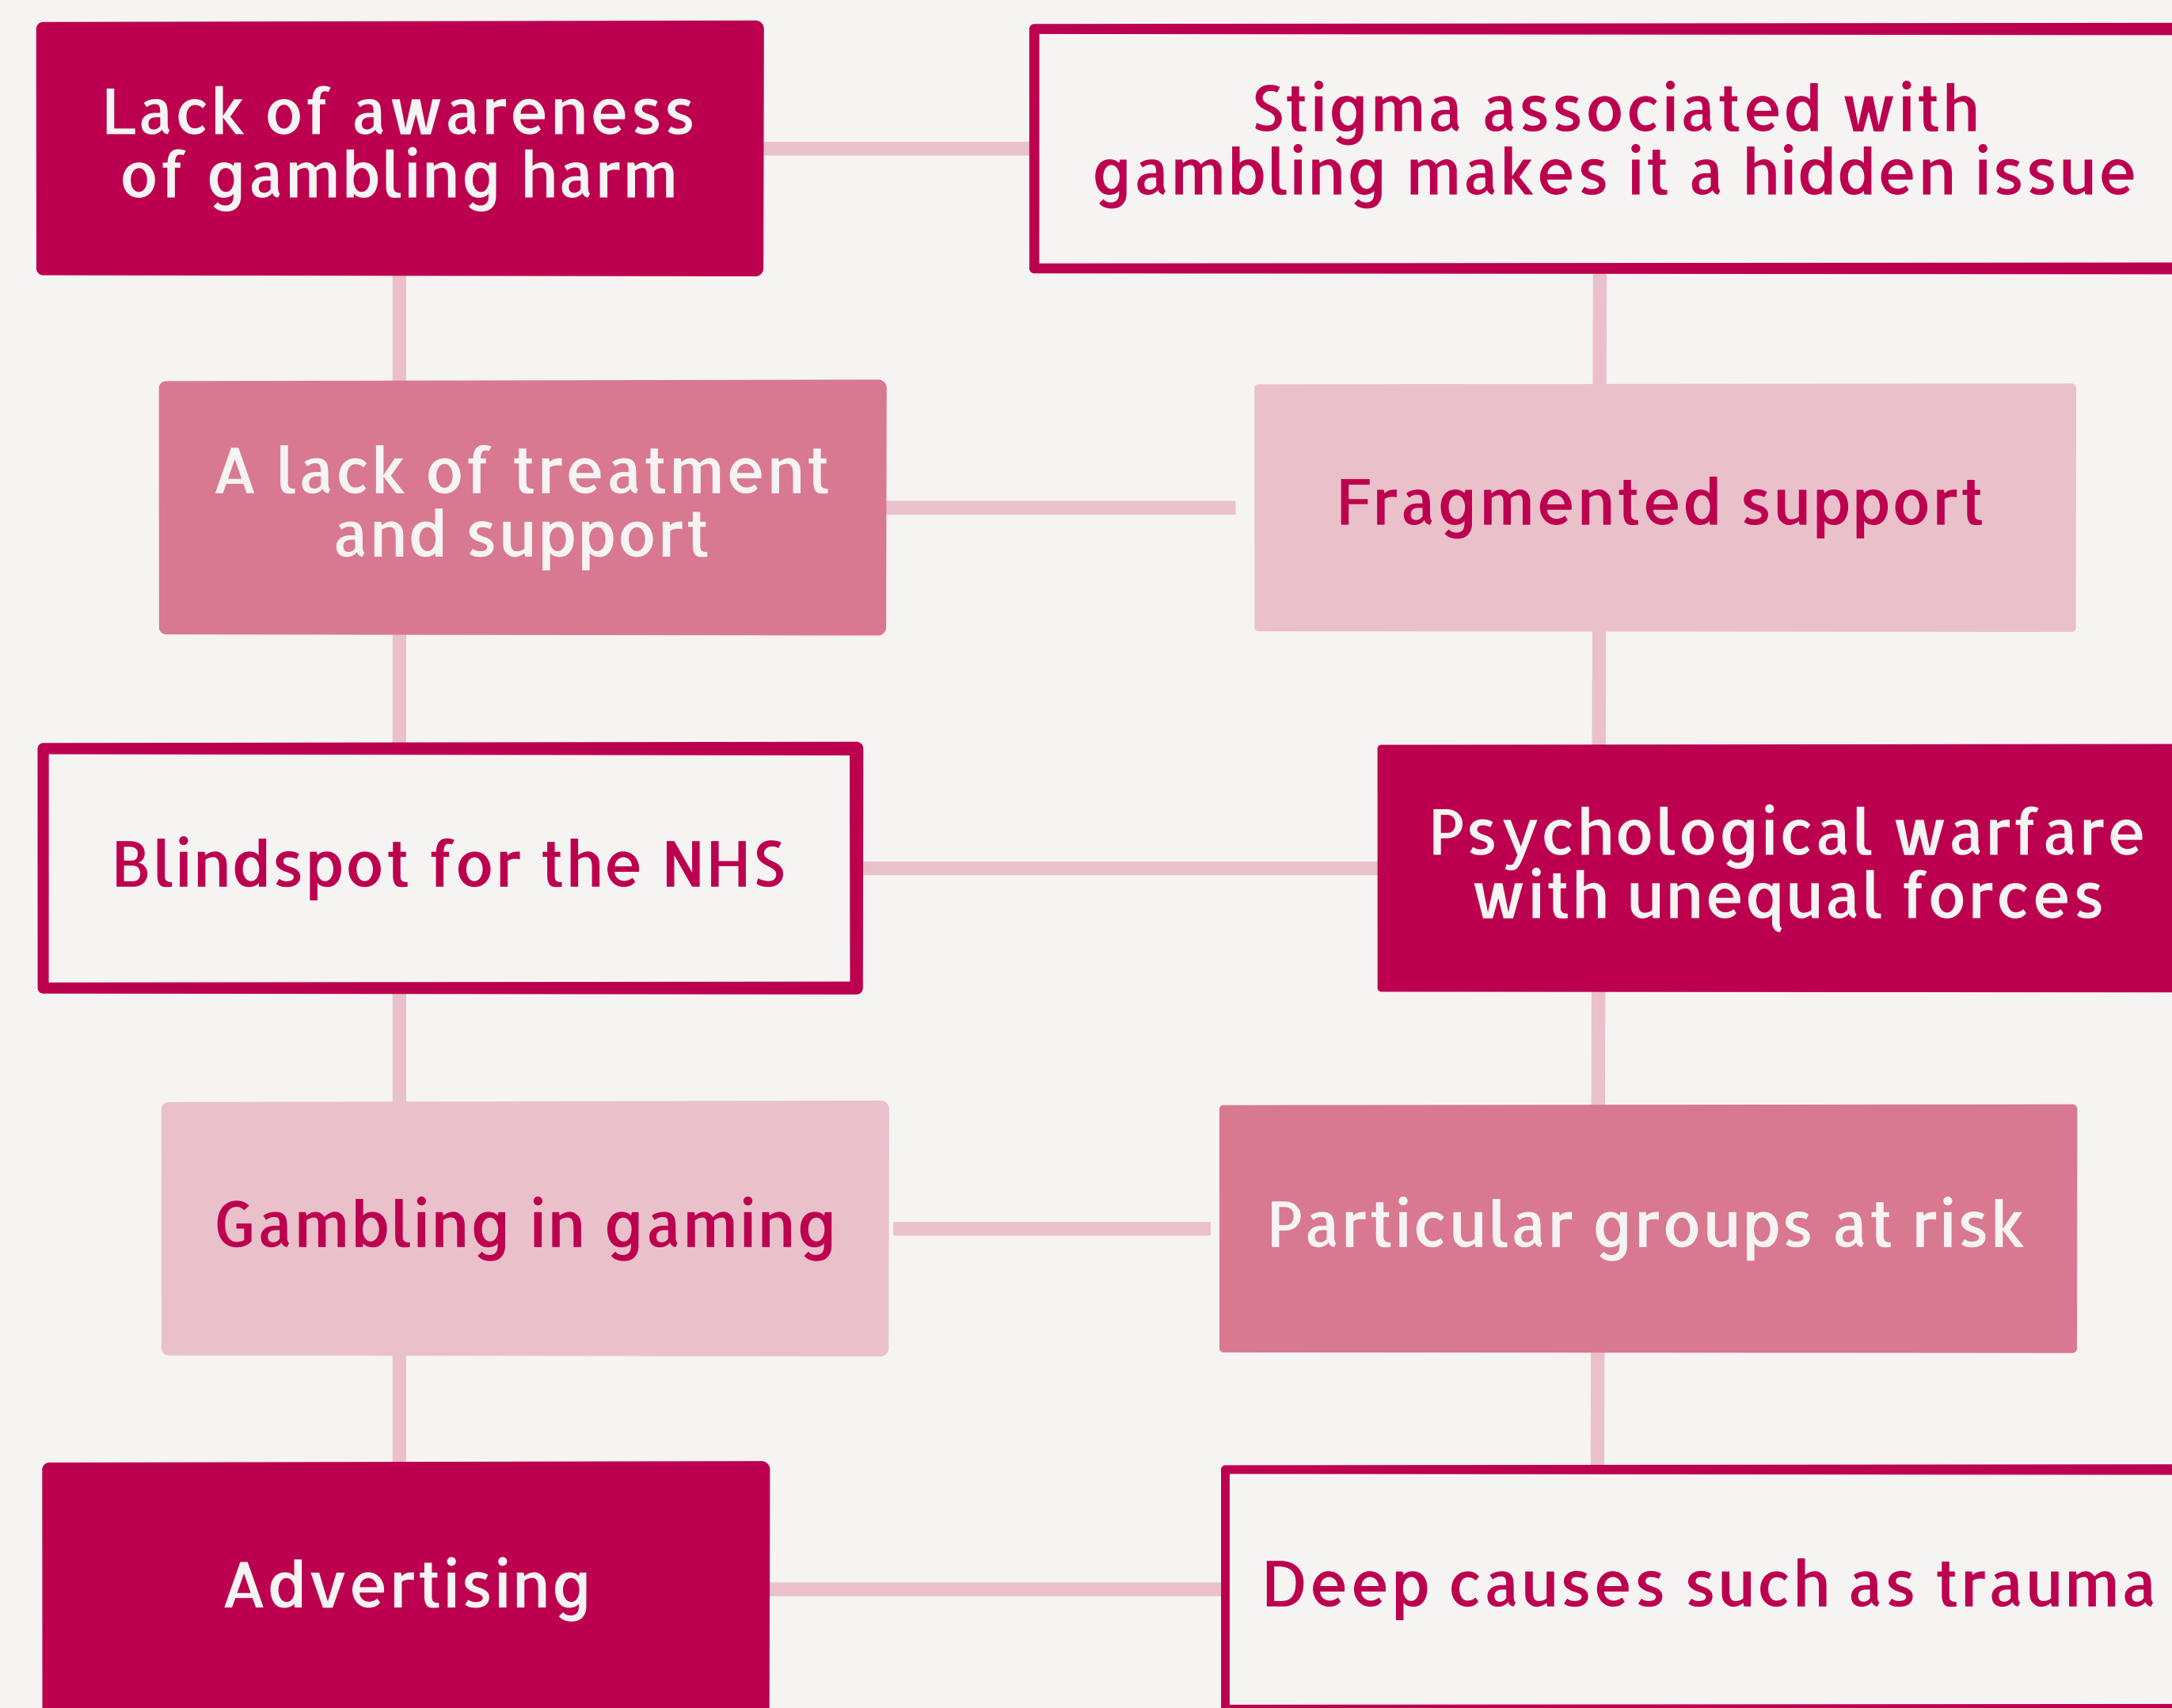 Lack of awareness
of gambling harm
Stigma associated with
gambling makes it a hidden issue
A lack of treatment
and support
Fragmented support
Blindspot for the NHS
Psychological warfare
with unequal forces
Gambling in gaming
Particular groups at risk
Advertising
Deep causes such as trauma